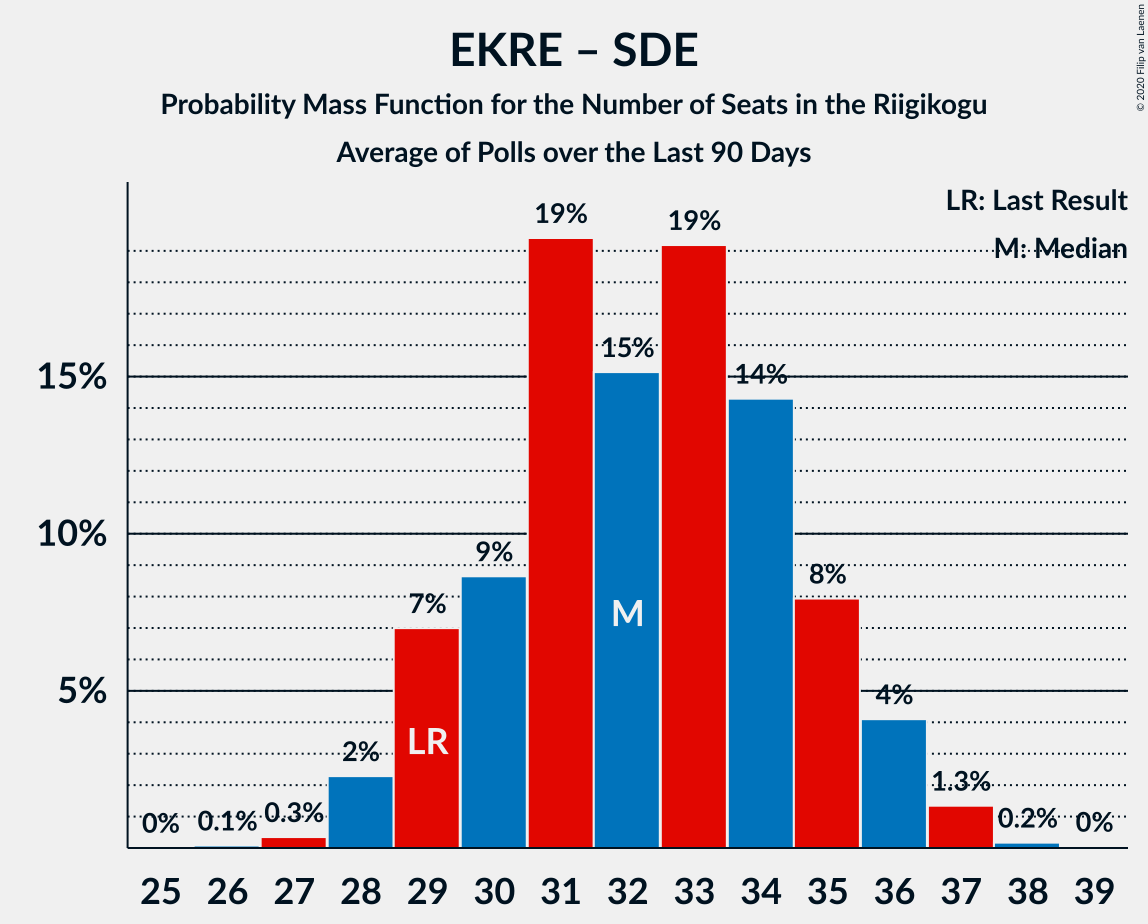 EKRE – SDE
Probability Mass Function for the Number of Seats in the Riigikogu
Average of Polls over the Last 90 Days
© 2020 Filip van Laenen
LR: Last Result
M: Median
15%
10%
5%
0%
0.1%
0.3%
2%
7%
9%
19%
15%
19%
14%
8%
4%
1.3%
0.2%
0%
LR
M
25 26 27 28 29 30 31 32 33 34 35 36 37 38 39